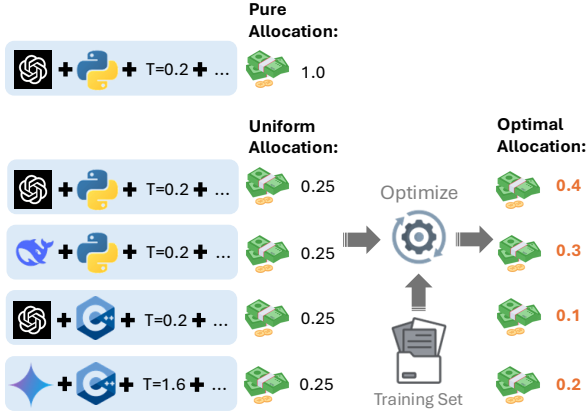 Pure
Allocation:
T=0.2 + ... 1.0
Uniform
Allocation:
Optimal
Allocation:
T=0.2 + ... 0.25 0.4
Optimize
T=0.2 + ... 0.25 0.3
T=0.2 + ... 0.25 0.1
T=1.6 + ... 0.25 0.2
Training Set